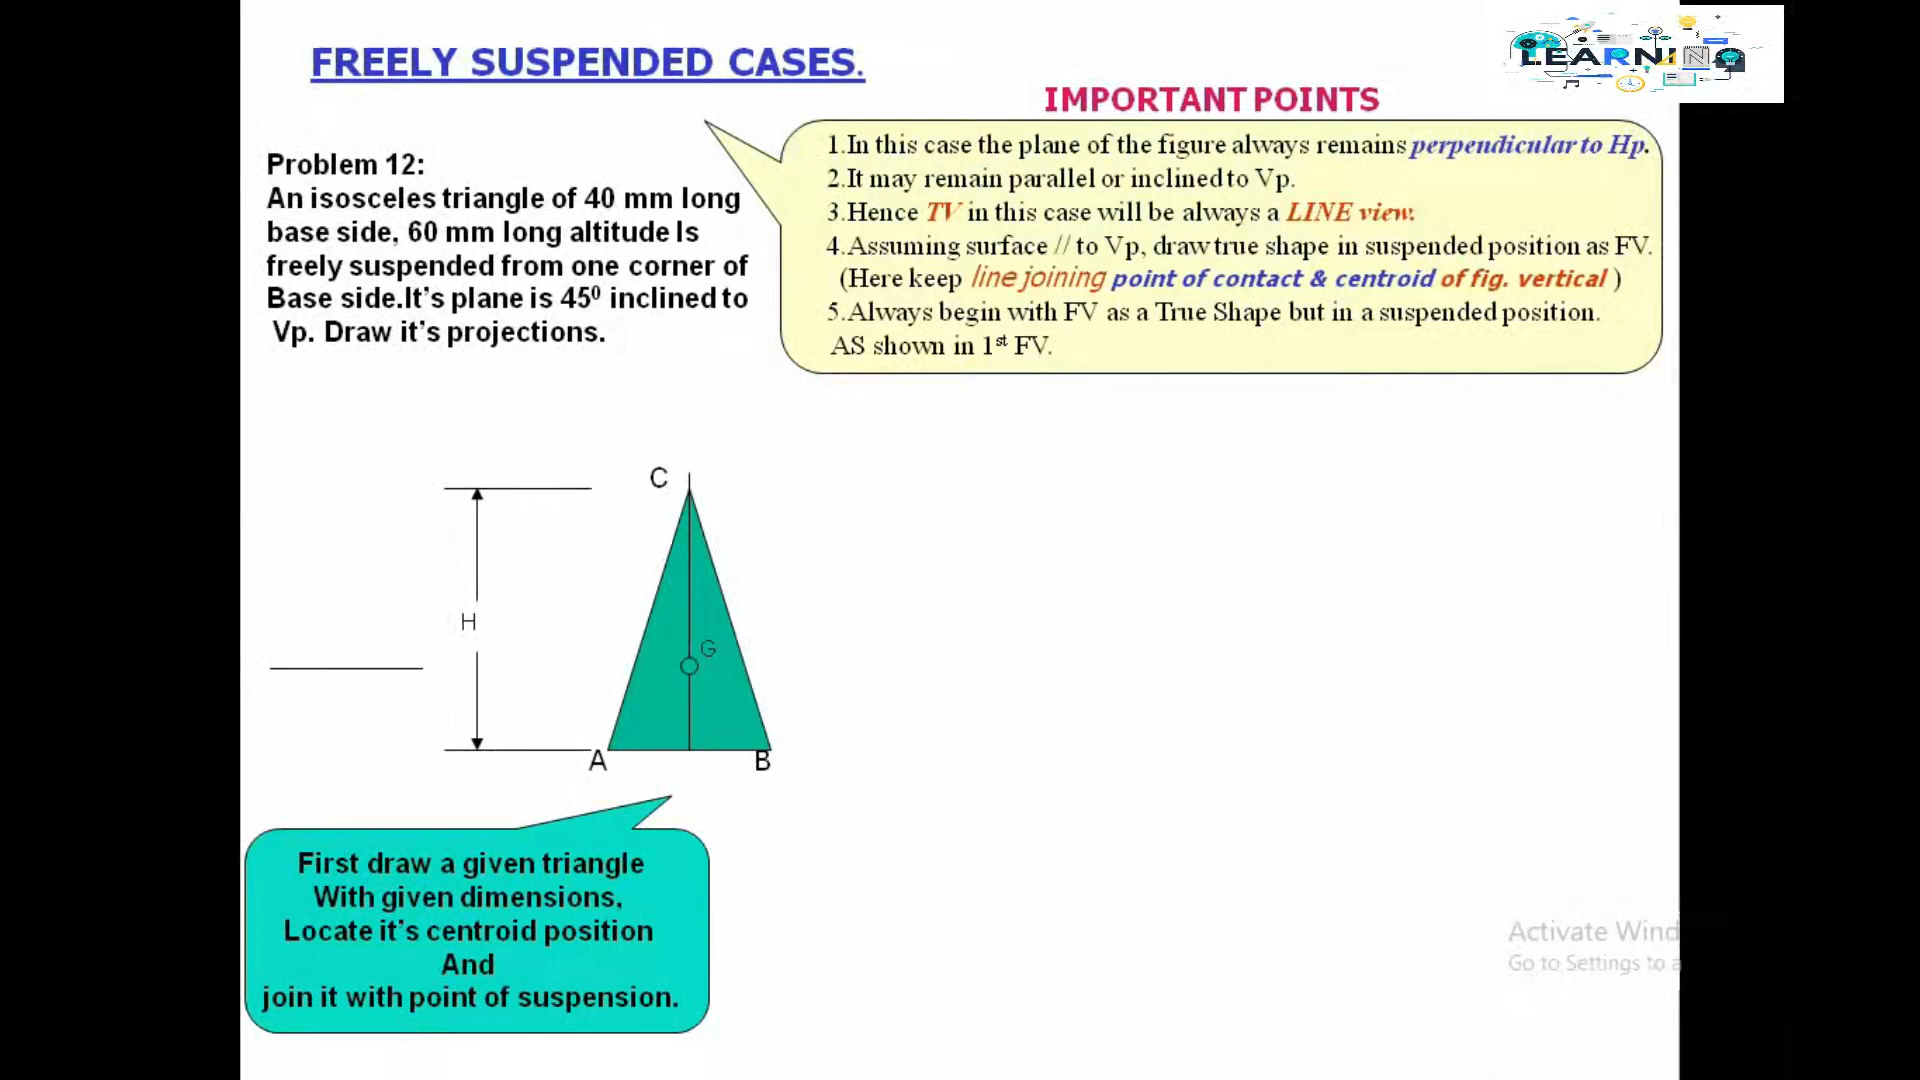 FREELY SUSPENDED CASES.
LEARNING
IMPORTANT POINTS
1.In this case the plane of the figure always remains perpendicular to Hp.
2.It may remain parallel or inclined to Vp.
3.Hence TV in this case will be always a LINE view.
4.Assuming surface // to Vp, draw true shape in suspended position as FV.
(Here keep line joining point of contact & centroid of fig. vertical )
5.Always begin with FV as a True Shape but in a suspended position.
AS shown in 1st FV.
Problem 12:
An isosceles triangle of 40 mm long
base side, 60 mm long altitude Is
freely suspended from one corner of
Base side.It’s plane is 45⁰ inclined to
Vp. Draw it’s projections.
C
H
G
A
B
First draw a given triangle
With given dimensions,
Locate it’s centroid position
And
join it with point of suspension.
Activate Wind
Go to Settings to a